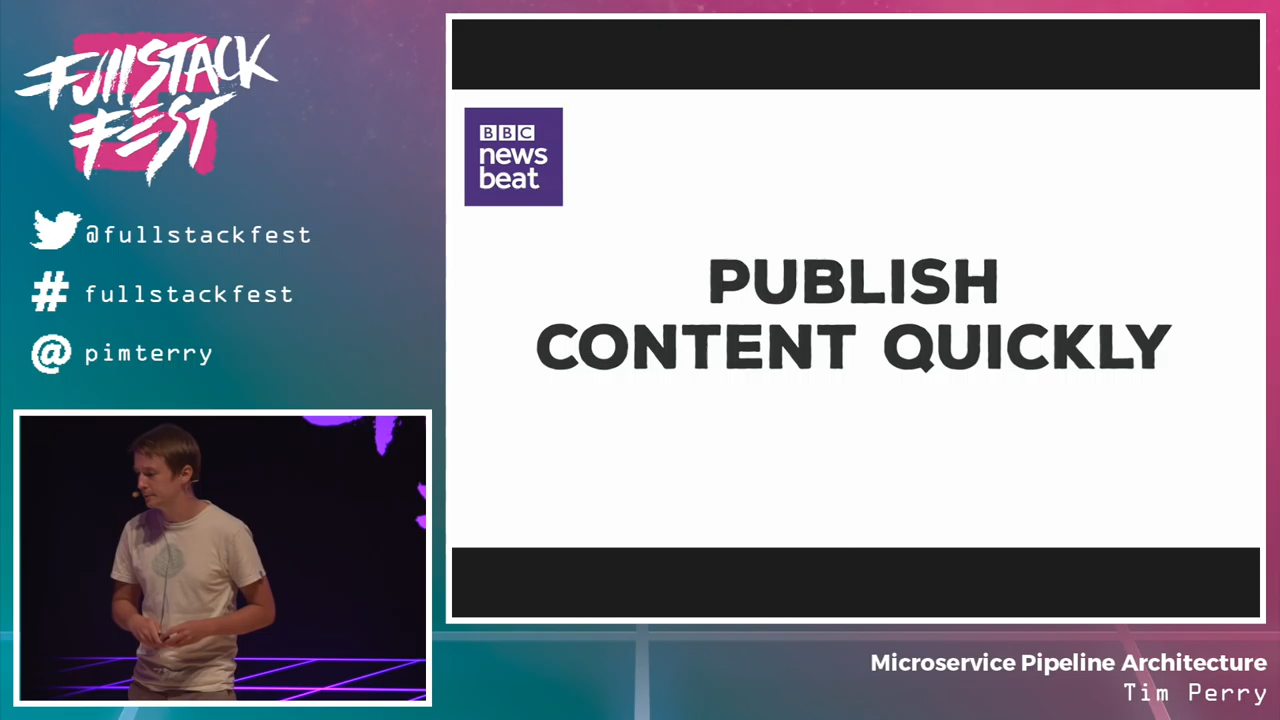 FullSTACK
FEST
@fullstackfest
# fullstackfest
@ pimterry
BBC
news
beat
PUBLISH
CONTENT QUICKLY
Microservice Pipeline Architecture
Tim Perry